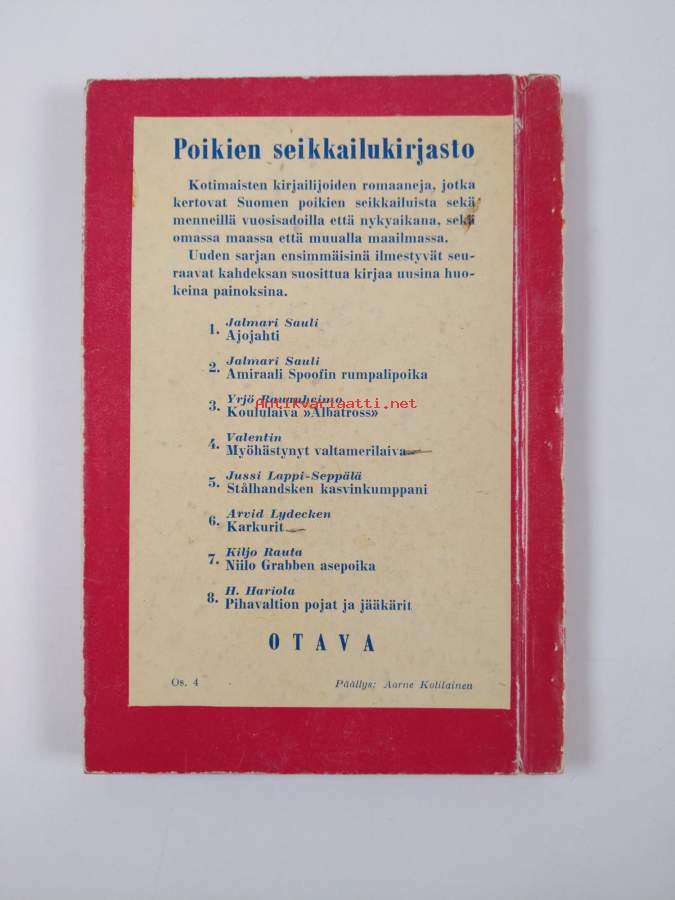 Poikien seikkailukirjasto
Kotimaisten kirjailijoiden romaaneja, jotka
kertovat Suomen poikien seikkailuista sekä
menneillä vuosisadoilla että nykyaikana, sekä
omassa maassa että muualla maailmassa.
Uuden sarjan ensimmäisinä ilmestyvät seu-
raavat kahdeksan suosittua kirjaa uusina huo-
keina painoksina.
1. Jalmari Sauli
Ajojahti
2. Jalmari Sauli
Amiraali Spoofin rumpalipoika
3. Yrjö Rauanheimo
Antikvariaatti.net
Koululaiva »Albatross»
4. Valentin
Myöhästynyt valtamerilaiva
5. Jussi Lappi-Seppälä
Stålhandsken kasvinkumppani
6. Arvid Lydecken
Karkurit
7. Kiljo Rauta
Niilo Grabben asepoika
8. H. Hariola
Pihavaltion pojat ja jääkärit
OTAVA
Os. 4 Päällys: Aarne Kolilainen